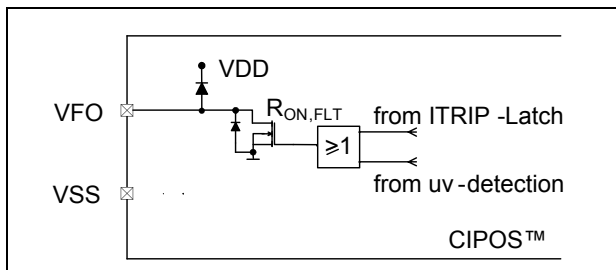 VDD
VFO
RON,FLT
from ITRIP -Latch
≥1
from uv-detection
VSS
CIPOS™